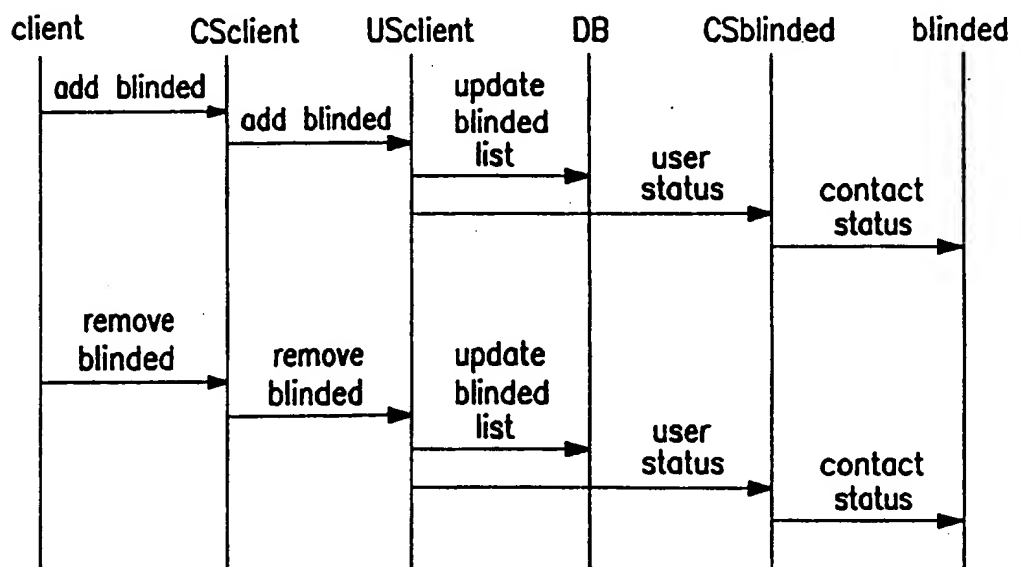 client CSclient USclient DB CSblinded blinded
add blinded
add blinded
update
blinded
list
user
status
contact
status
remove
blinded
remove
blinded
update
blinded
list
user
status
contact
status